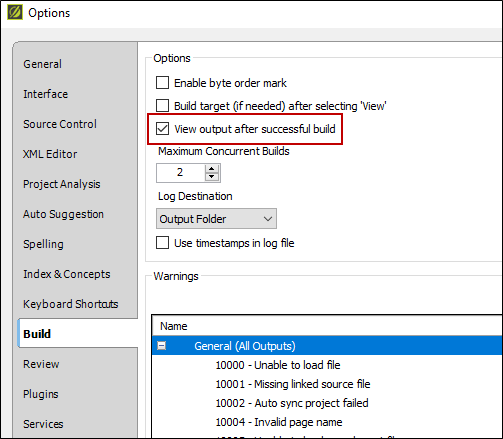 Options
General
Interface
Source Control
XML Editor
Project Analysis
Auto Suggestion
Spelling
Index & Concepts
Keyboard Shortcuts
Build
Review
Plugins
Services
Options
Enable byte order mark
Build target (if needed) after selecting 'View'
View output after successful build
Maximum Concurrent Builds
2
Log Destination
Output Folder
Use timestamps in log file
Warnings
Name
General (All Outputs)
10000 - Unable to load file
10001 - Missing linked source file
10002 - Auto sync project failed
10004 - Invalid page name